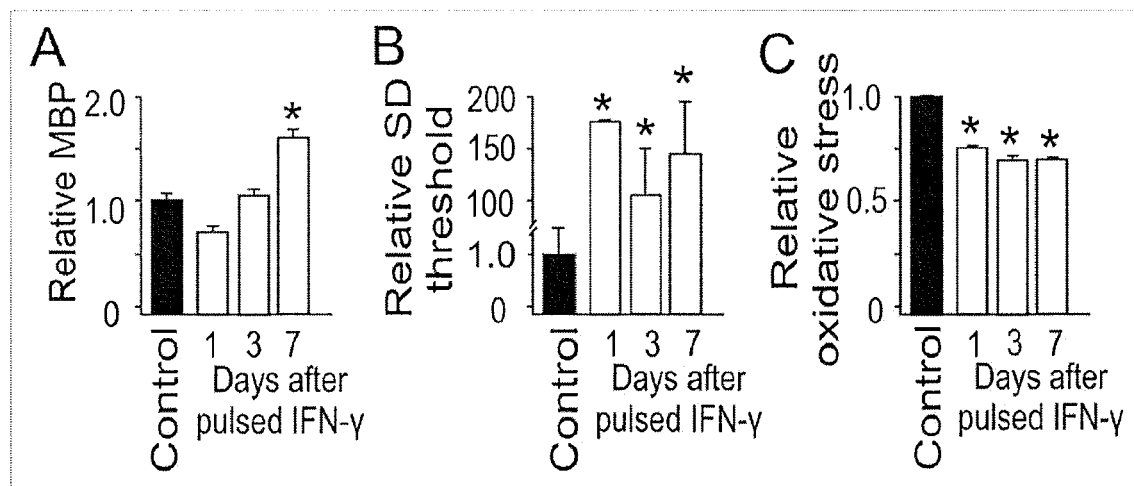 A
Relative MBP
2.0
1.0
0
*
Control
1 3 7
Days after
pulsed IFN-γ
B
Relative SD
threshold
200
150
100
1.0
0
* * *
Control
1 3 7
Days after
pulsed IFN-γ
C
Relative
oxidative stress
1.0
0.5
0
* * *
Control
1 3 7
Days after
pulsed IFN-γ